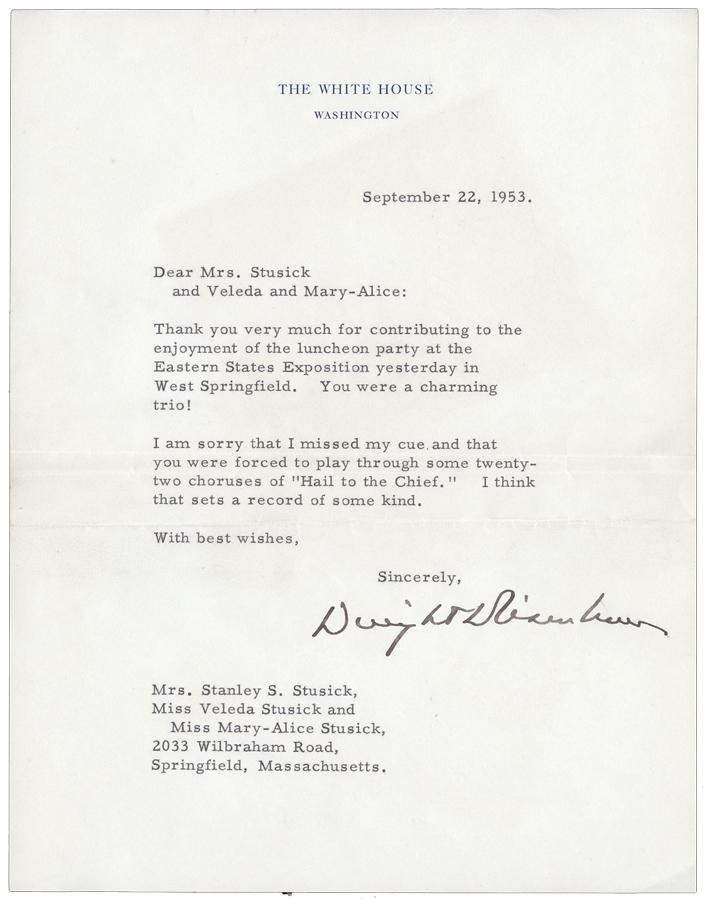 THE WHITE HOUSE
WASHINGTON
September 22, 1953.
Dear Mrs. Stusick
and Veleda and Mary-Alice:
Thank you very much for contributing to the
enjoyment of the luncheon party at the
Eastern States Exposition yesterday in
West Springfield. You were a charming
trio!
I am sorry that I missed my cue and that
you were forced to play through some twenty-
two choruses of "Hail to the Chief." I think
that sets a record of some kind.
With best wishes,
Sincerely,
Dwight D Eisenhower
Mrs. Stanley S. Stusick,
Miss Veleda Stusick and
Miss Mary-Alice Stusick,
2033 Wilbraham Road,
Springfield, Massachusetts.